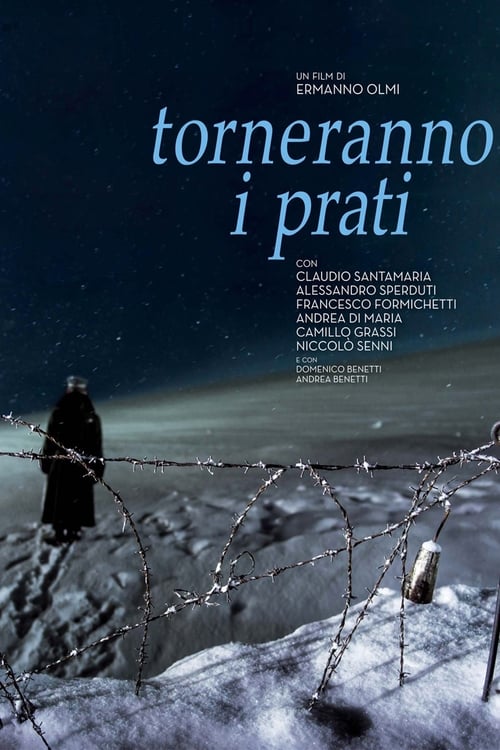 UN FILM DI
ERMANNO OLMI
torneranno
i prati
CON
CLAUDIO SANTAMARIA
ALESSANDRO SPERDUTI
FRANCESCO FORMICHETTI
ANDREA DI MARIA
CAMILLO GRASSI
NICCOLÒ SENNI
E CON
DOMENICO BENETTI
ANDREA BENETTI